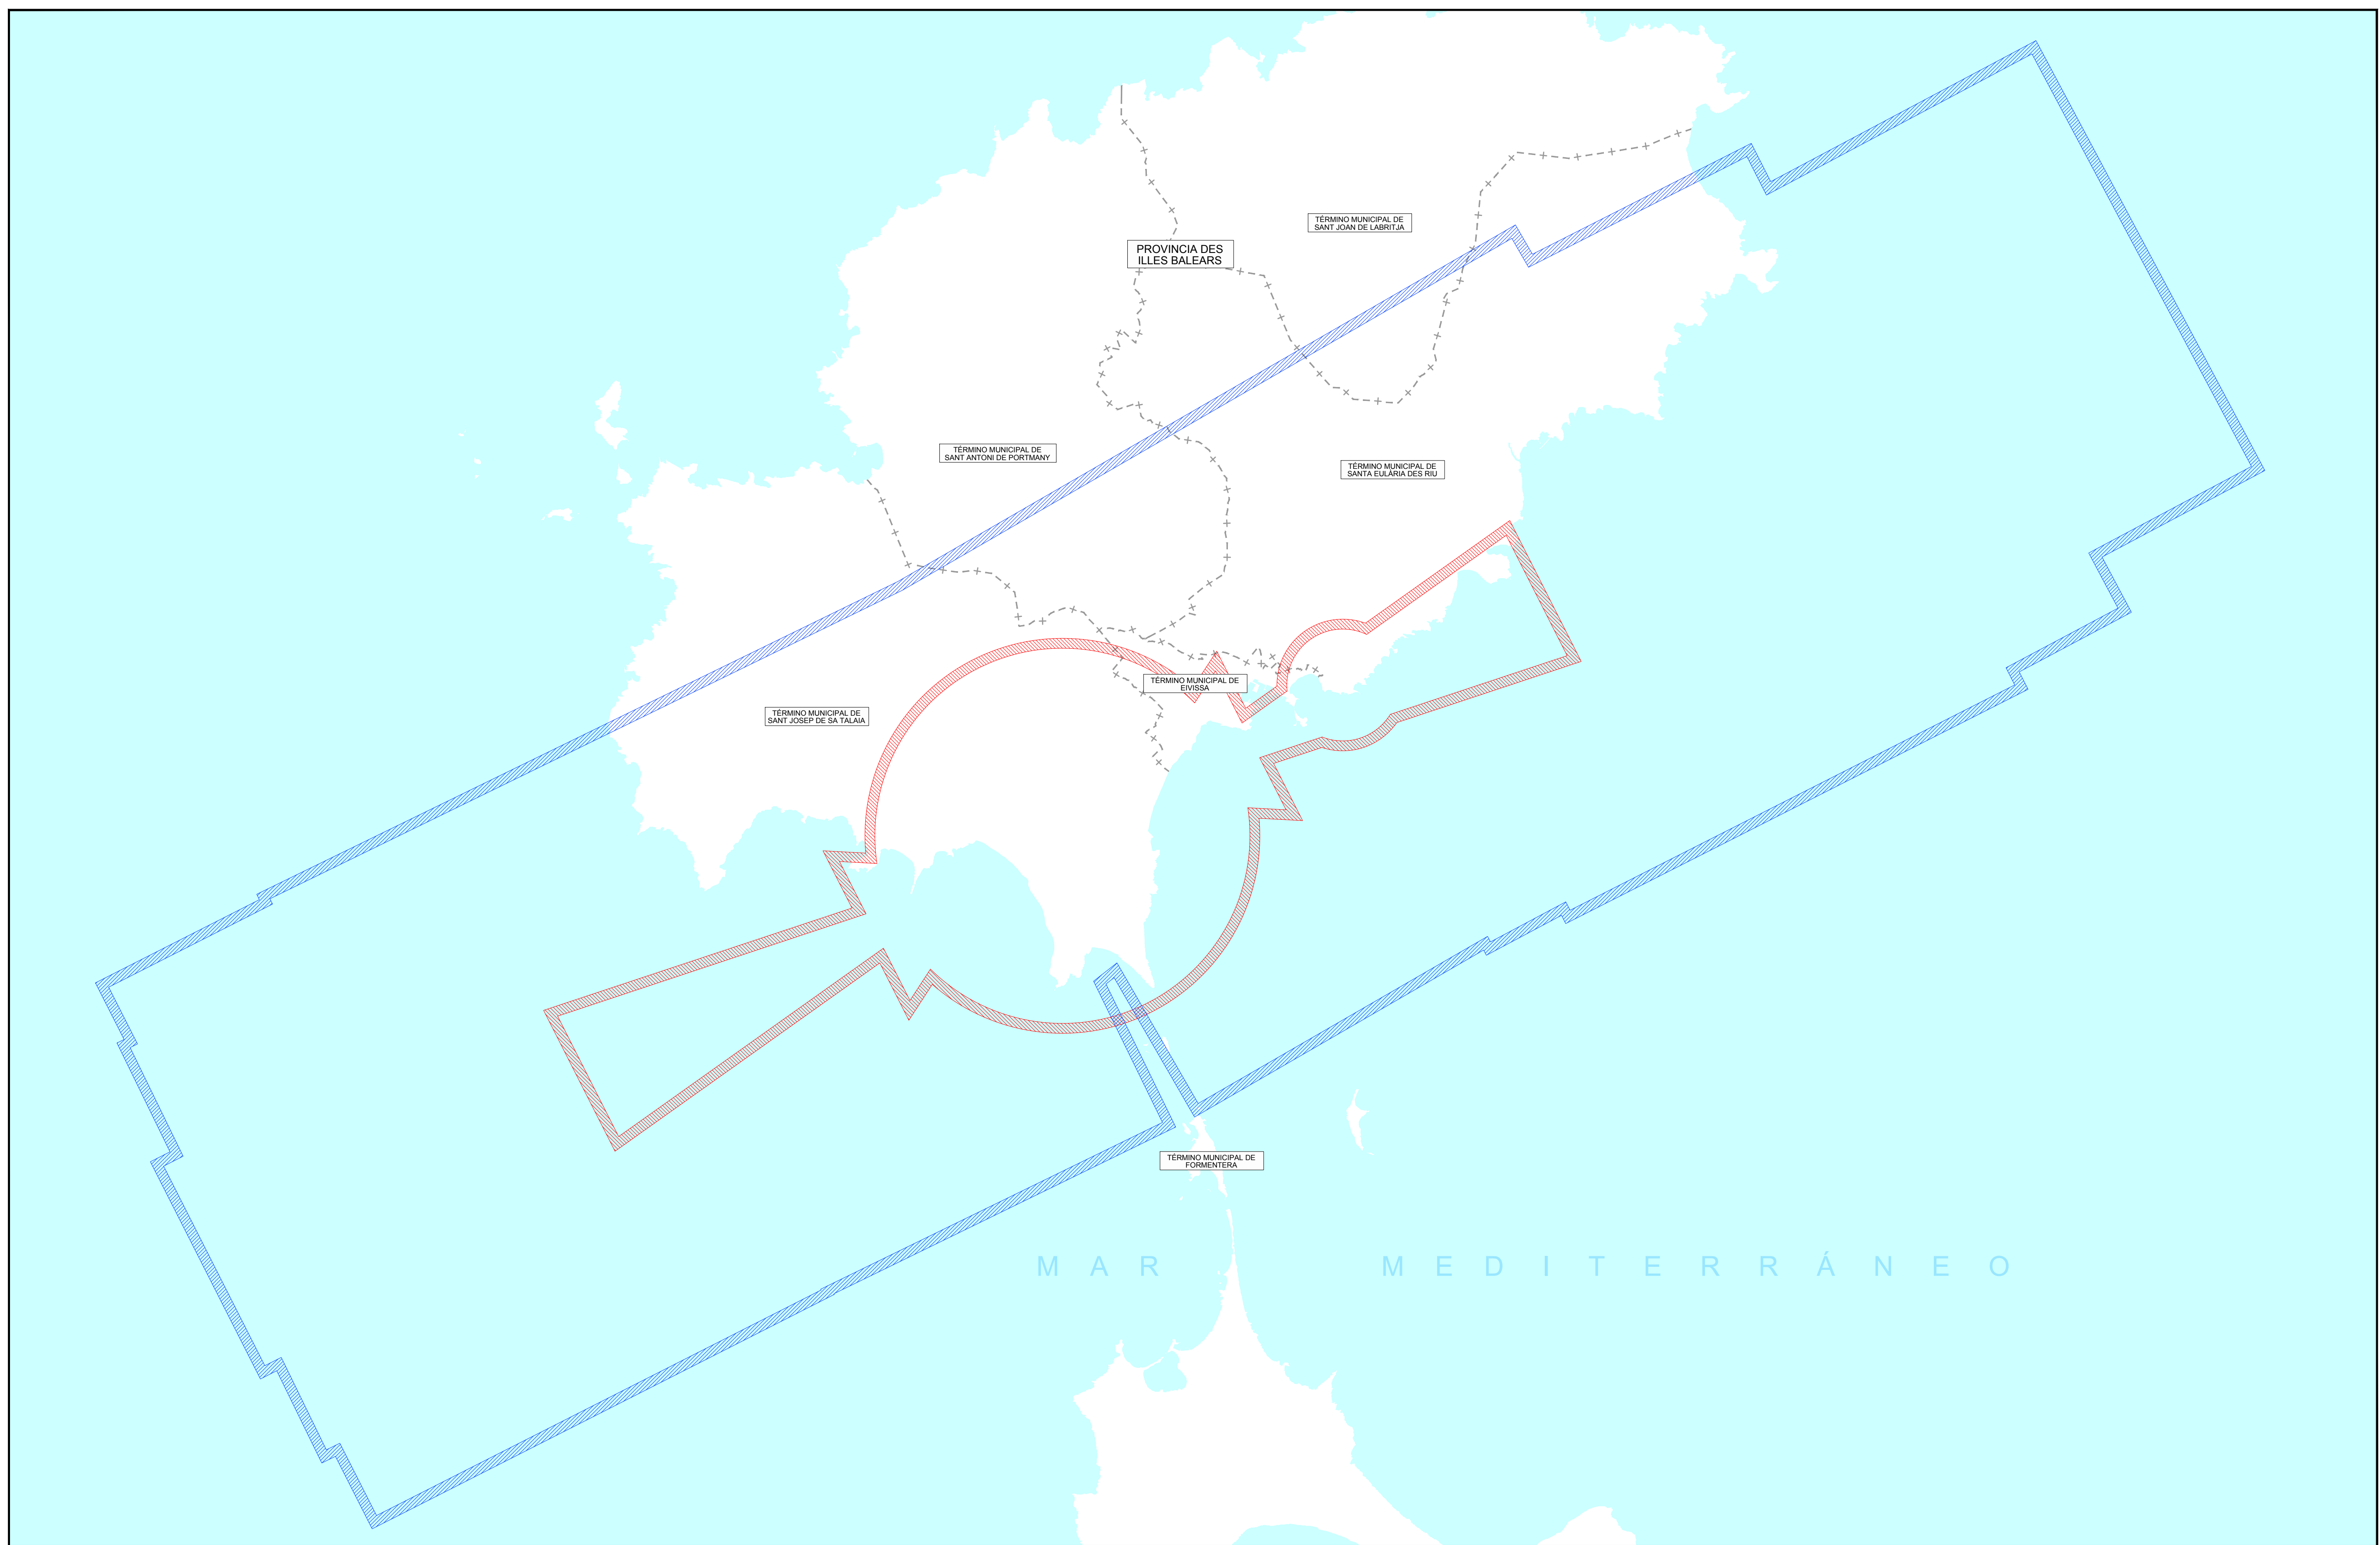 TÉRMINO MUNICIPAL DE
SANT JOAN DE LABRITJA
PROVINCIA DES
ILLES BALEARS
TÉRMINO MUNICIPAL DE
SANT ANTONI DE PORTMANY
TÉRMINO MUNICIPAL DE
SANTA EULÀRIA DES RIU
TÉRMINO MUNICIPAL DE
EIVISSA
TÉRMINO MUNICIPAL DE
SANT JOSEP DE SA TALAIA
TÉRMINO MUNICIPAL DE
FORMENTERA
MAR MEDITERRÁNEO